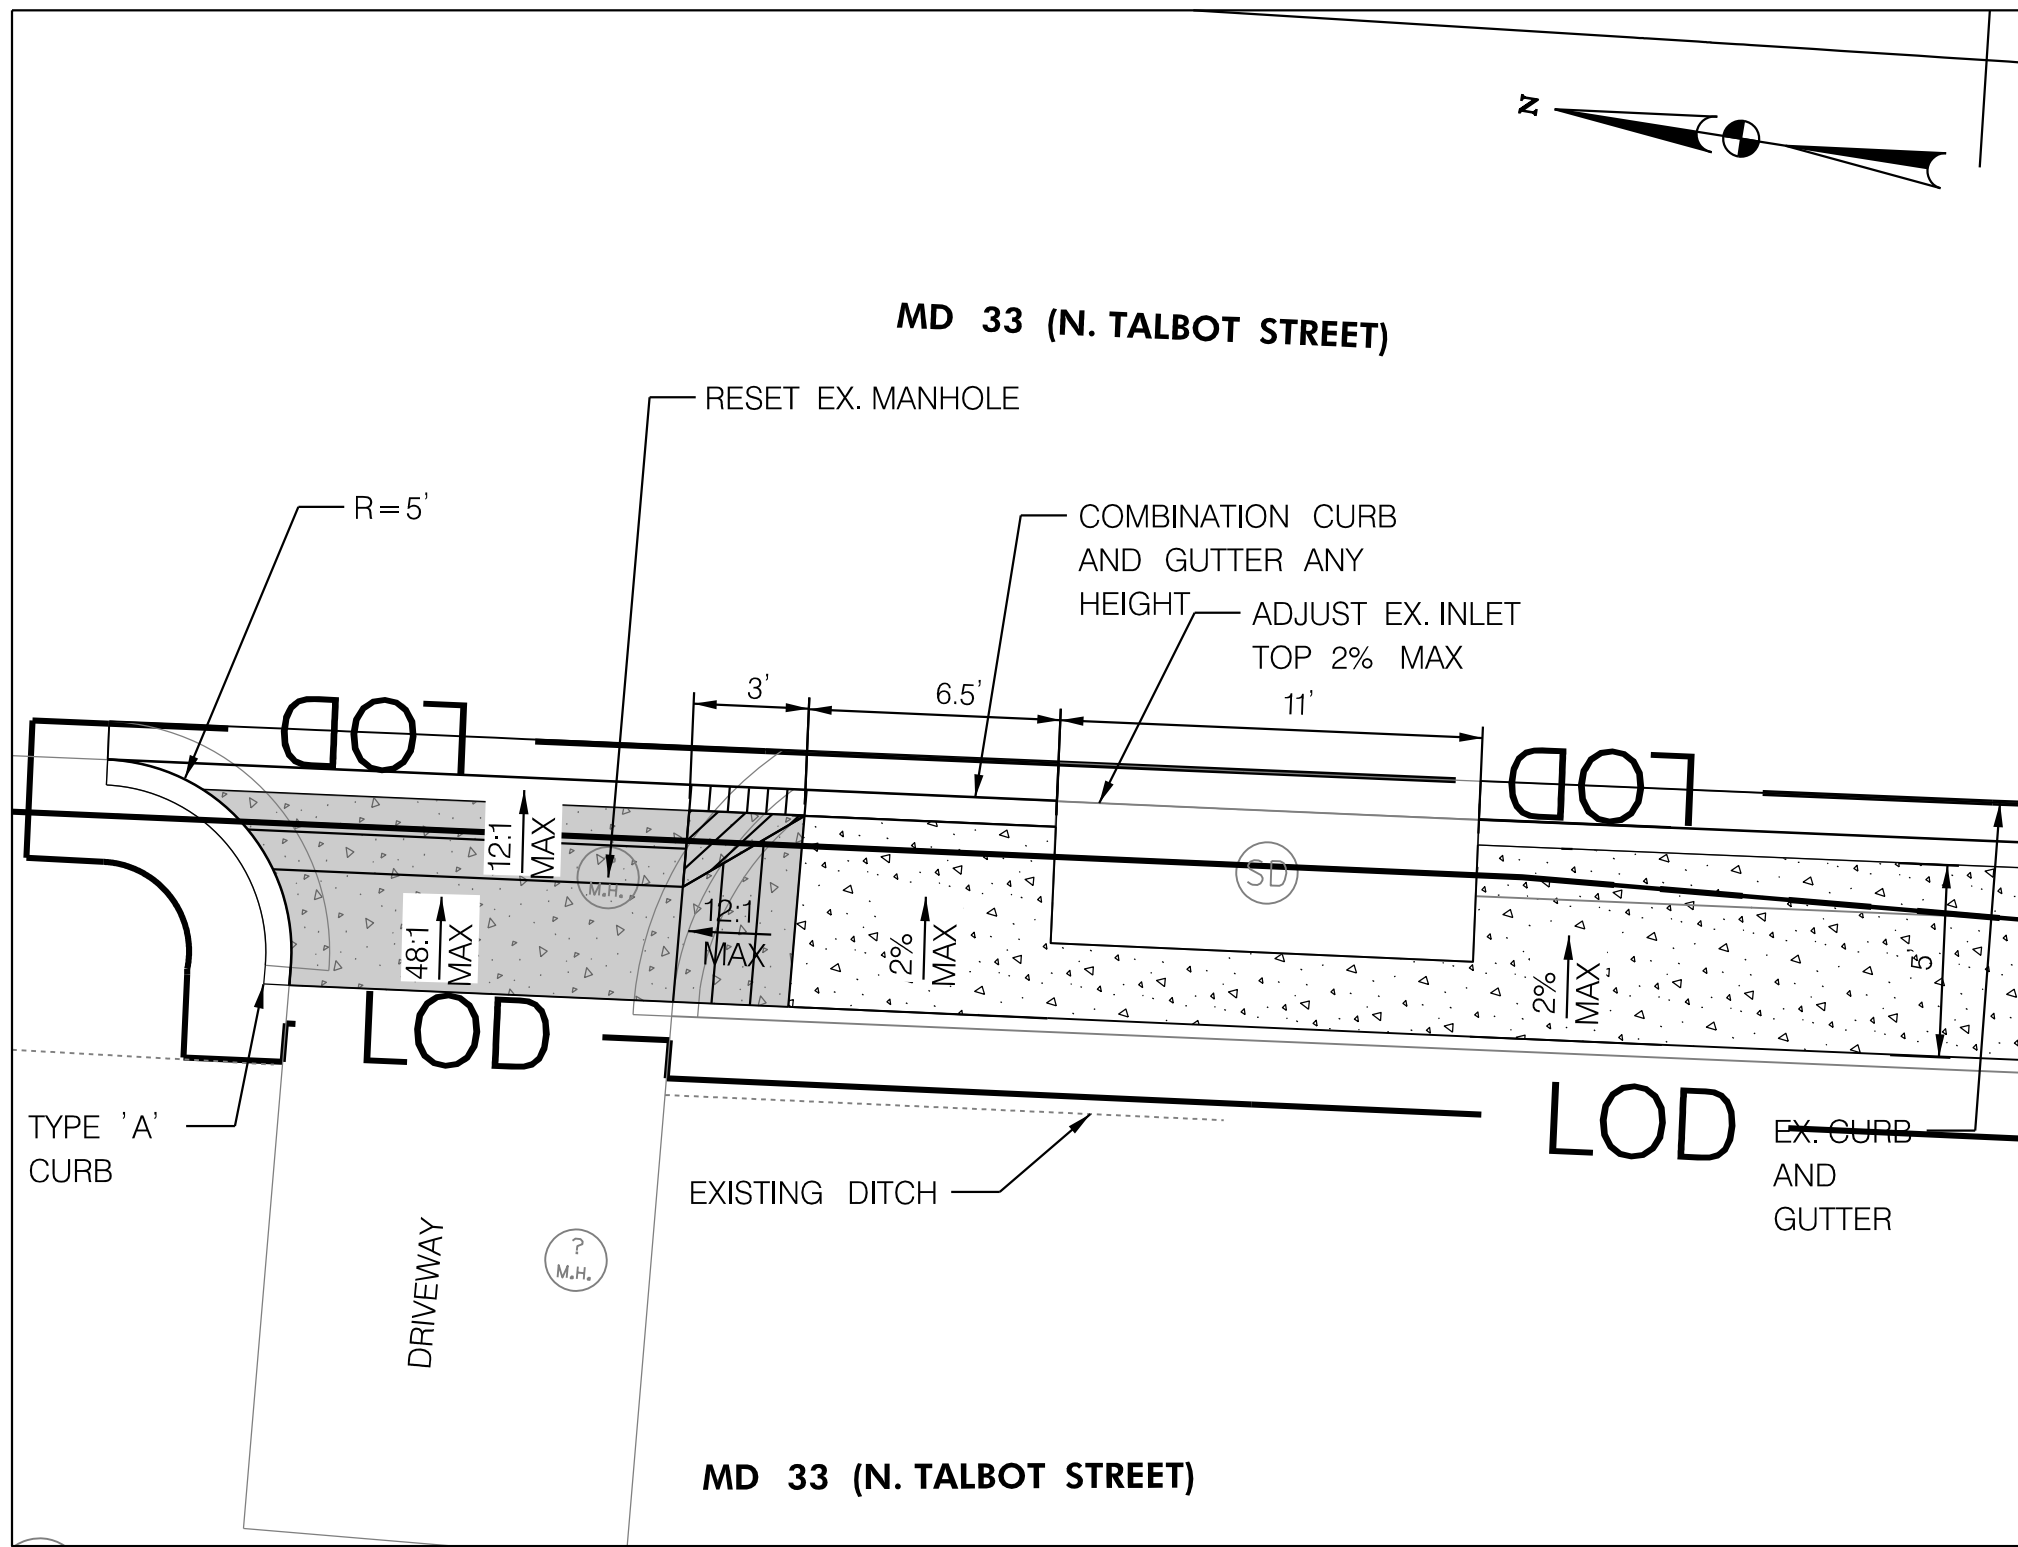 N
MD 33 (N. TALBOT STREET)
RESET EX. MANHOLE
R=5'
COMBINATION CURB
AND GUTTER ANY
HEIGHT
ADJUST EX. INLET
TOP 2% MAX
3'
6.5'
11'
LOD
LOD
12:1
MAX
M.H.
SD
48:1
MAX
12:1
MAX
2%
MAX
2%
MAX
5'
LOD
LOD
TYPE 'A'
CURB
EX. CURB
AND
GUTTER
EXISTING DITCH
DRIVEWAY
?
M.H.
MD 33 (N. TALBOT STREET)